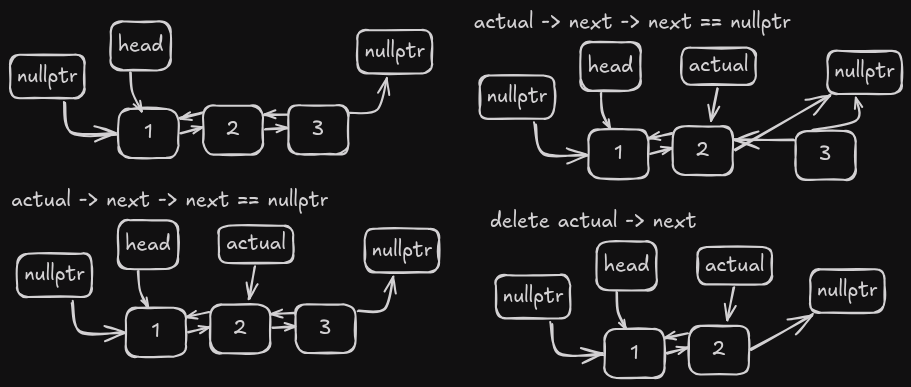 head
nullptr
nullptr
1
2
3
actual -> next -> next == nullptr
head
actual
nullptr
nullptr
1
2
3
actual -> next -> next == nullptr
head
actual
nullptr
nullptr
1
2
3
delete actual -> next
head
actual
nullptr
nullptr
1
2